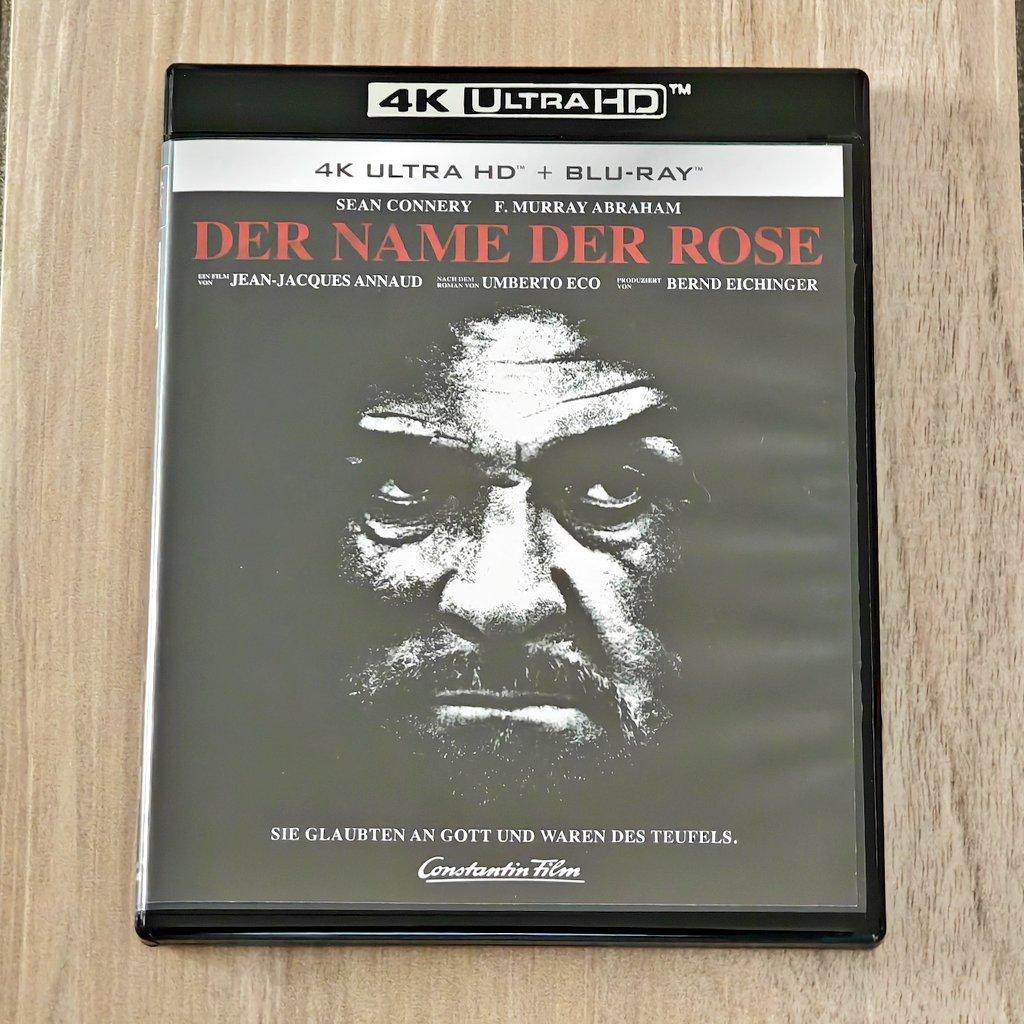 4K ULTRA HD™
4K ULTRA HD™ + BLU-RAY™
SEAN CONNERY F. MURRAY ABRAHAM
DER NAME DER ROSE
EIN FILM VON JEAN-JACQUES ANNAUD NACH DEM ROMAN VON UMBERTO ECO PRODUZIERT VON BERND EICHINGER
SIE GLAUBTEN AN GOTT UND WAREN DES TEUFELS.
Constantin Film